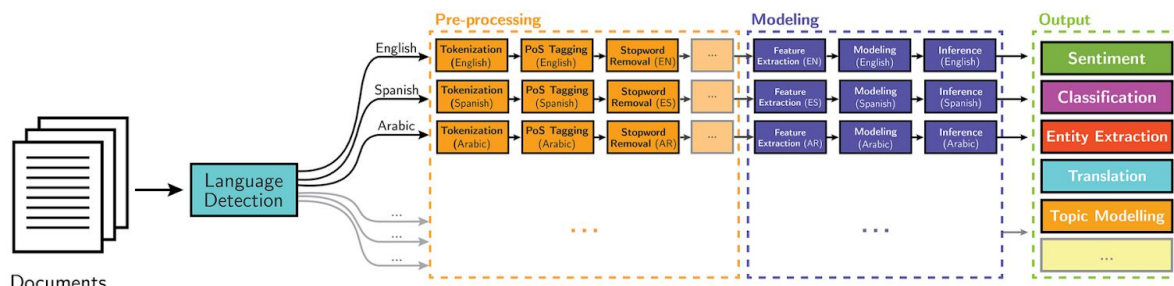 Pre-processing
Modeling
Output
English
Tokenization
(English)
PoS Tagging
(English)
Stopword
Removal (EN)
...
Feature
Extraction (EN)
Modeling
(English)
Inference
(English)
Sentiment
Spanish
Tokenization
(Spanish)
PoS Tagging
(Spanish)
Stopword
Removal (ES)
...
Feature
Extraction (ES)
Modeling
(Spanish)
Inference
(Spanish)
Classification
Arabic
Tokenization
(Arabic)
PoS Tagging
(Arabic)
Stopword
Removal (AR)
...
Feature
Extraction (AR)
Modeling
(Arabic)
Inference
(Arabic)
Entity Extraction
Language
Detection
Translation
...
...
...
...
...
Topic Modelling
...
Documents